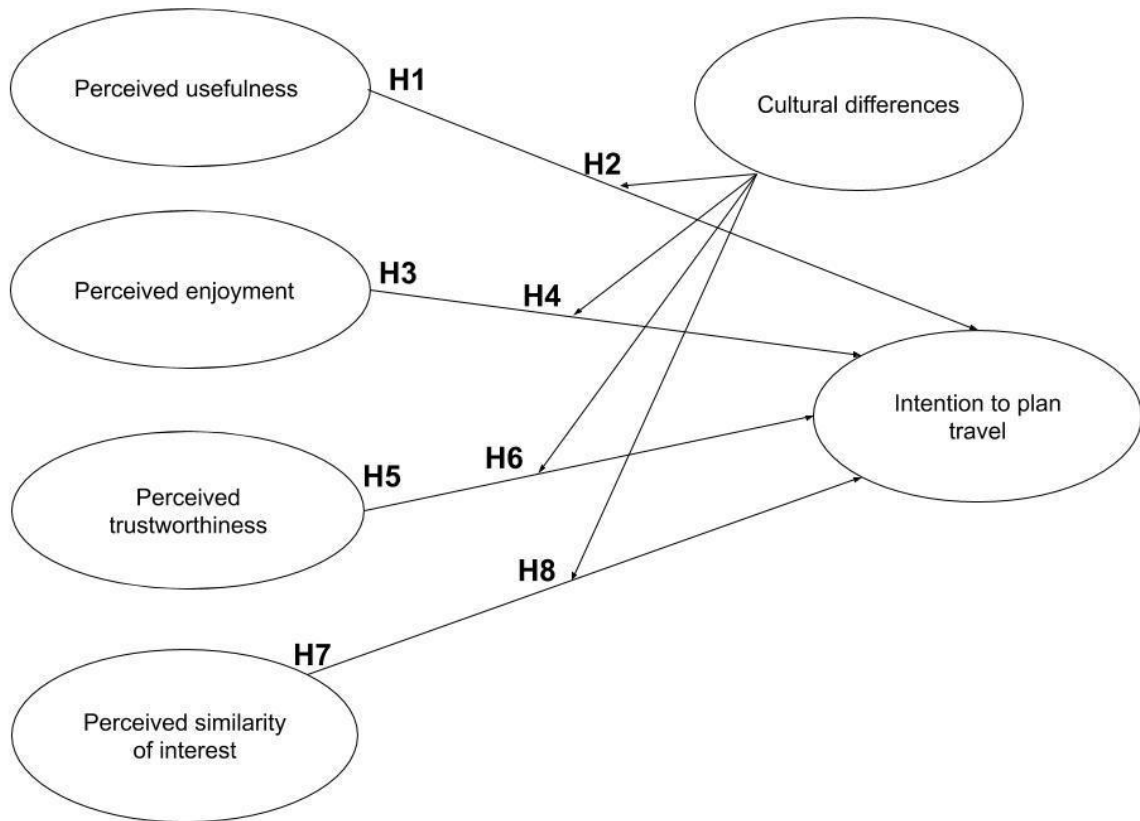 Perceived usefulness
H1
Cultural differences
H2
Perceived enjoyment
H3
H4
Intention to plan
travel
Perceived
trustworthiness
H5
H6
H8
H7
Perceived similarity
of interest